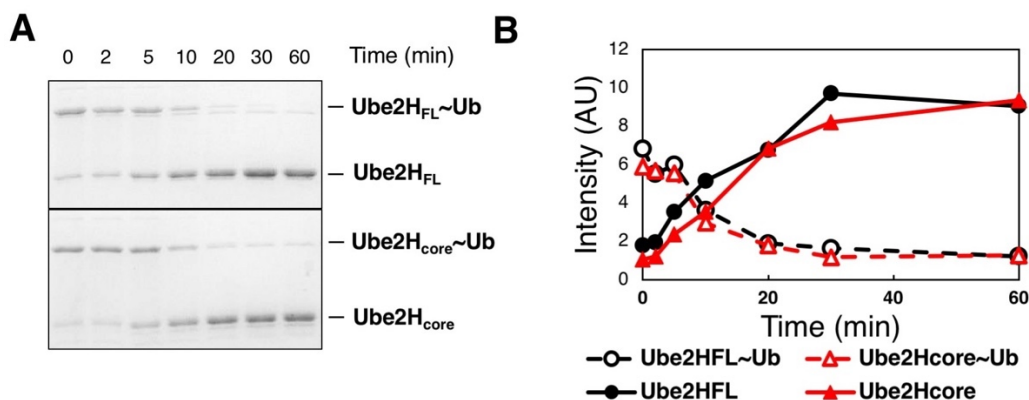 A
0 2 5 10 20 30 60 Time (min)
Ube2HFL~Ub
Ube2HFL
Ube2Hcore~Ub
Ube2Hcore
B
12
10
8
6
4
2
0
0 20 40 60
Intensity (AU)
Time (min)
Ube2HFL~Ub Ube2Hcore~Ub
Ube2HFL Ube2Hcore